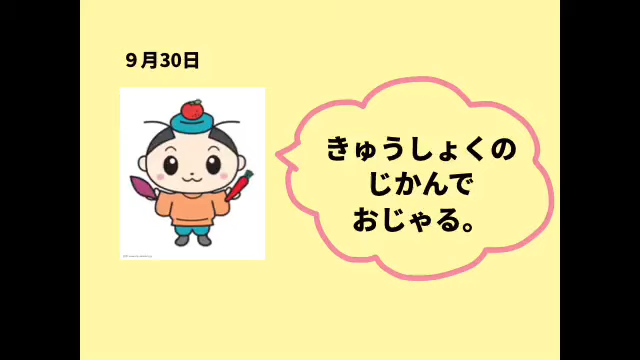 ９月30日
きゅうしょくの
じかんで
おじゃる。